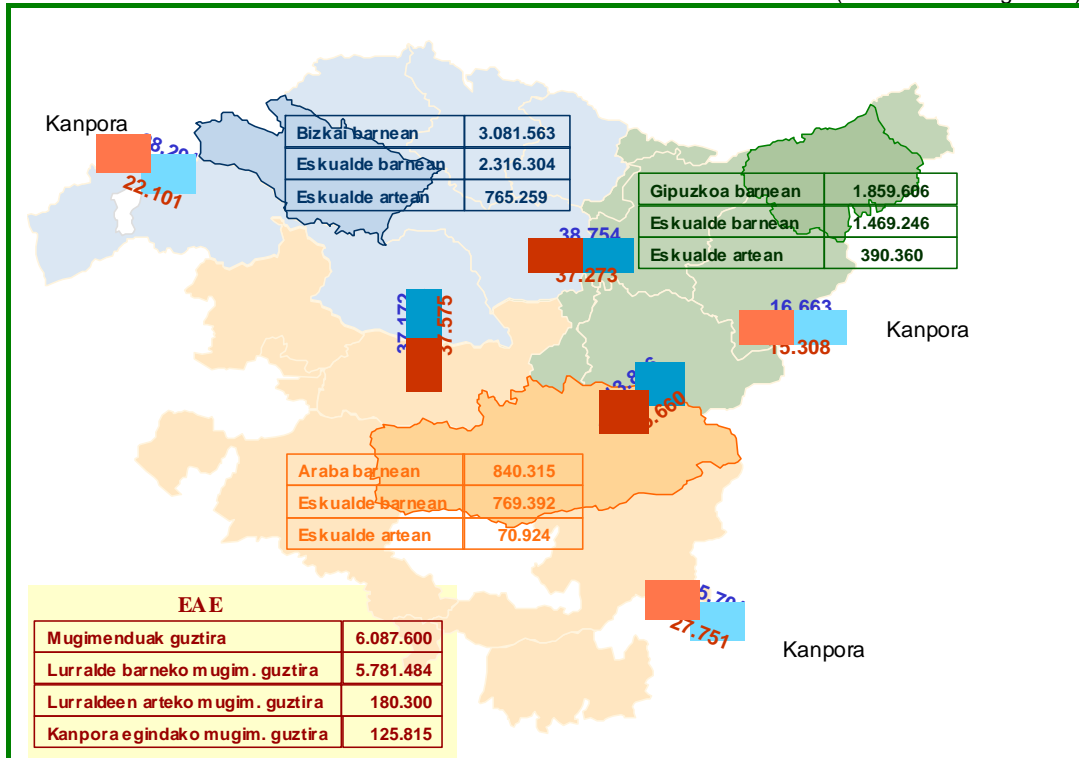 Kanpora
22.101
Bizkai barnean 3.081.563
Eskualde barnean 2.316.304
Eskualde artean 765.259
Gipuzkoa barnean 1.859.606
Eskualde barnean 1.469.246
Eskualde artean 390.360
38.754
37.273
37.172
37.575
16.663
15.308
Kanpora
Araba barnean 840.315
Eskualde barnean 769.392
Eskualde artean 70.924
27.751
Kanpora
EAE
Mugimenduak guztira 6.087.600
Lurralde barneko mugim. guztira 5.781.484
Lurraldeen arteko mugim. guztira 180.300
Kanpora egindako mugim. guztira 125.815